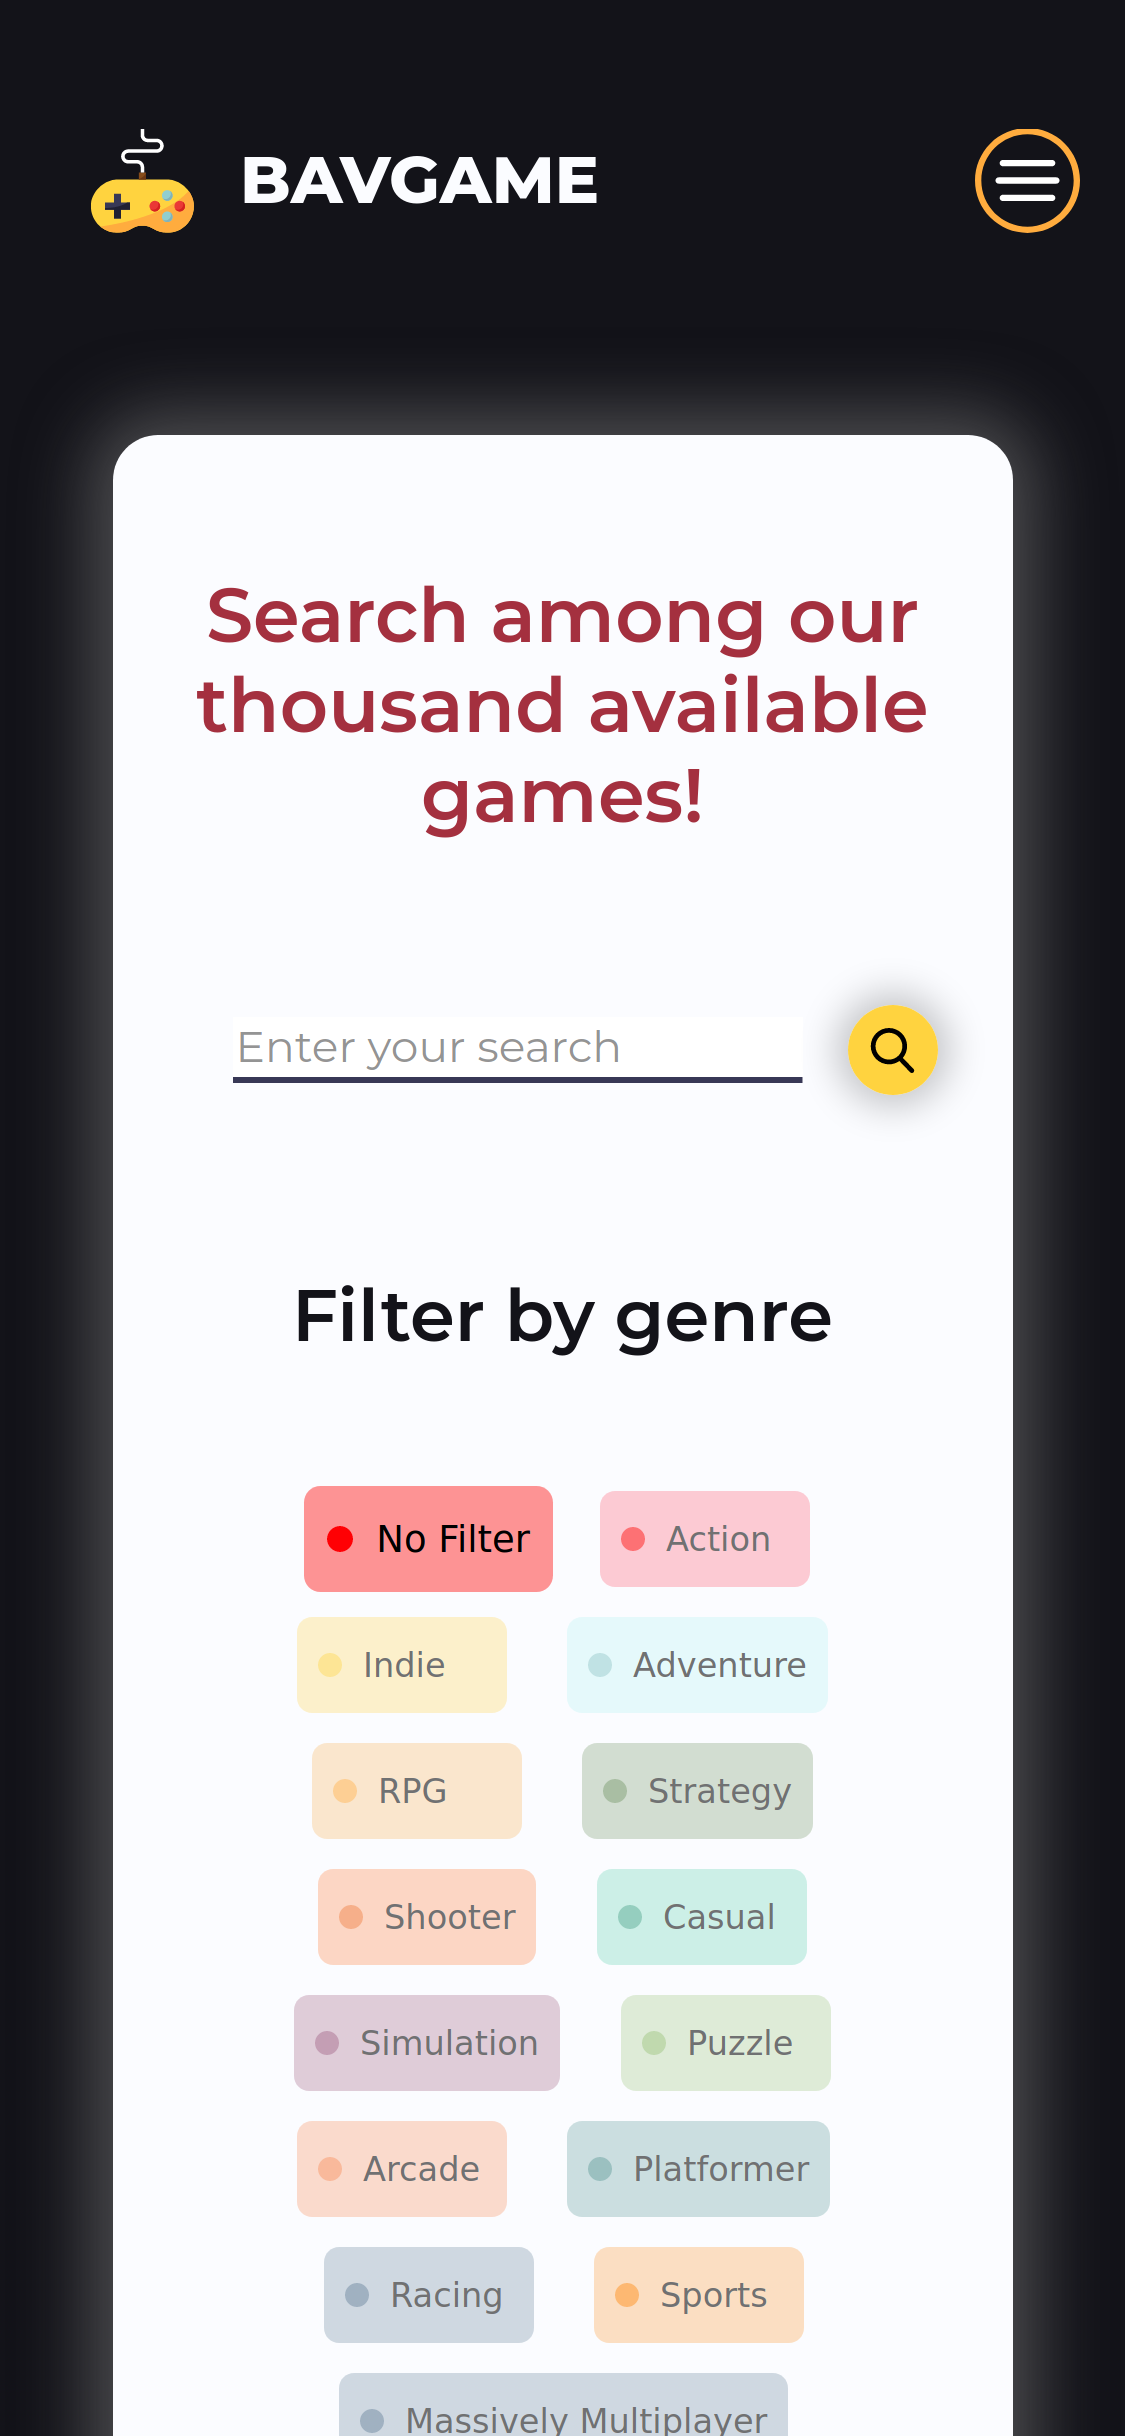 BAVGAME
Search among our
thousand available
games!
Enter your search
Filter by genre
No Filter
Action
Indie
Adventure
RPG
Strategy
Shooter
Casual
Simulation
Puzzle
Arcade
Platformer
Racing
Sports
Massively Multiplayer